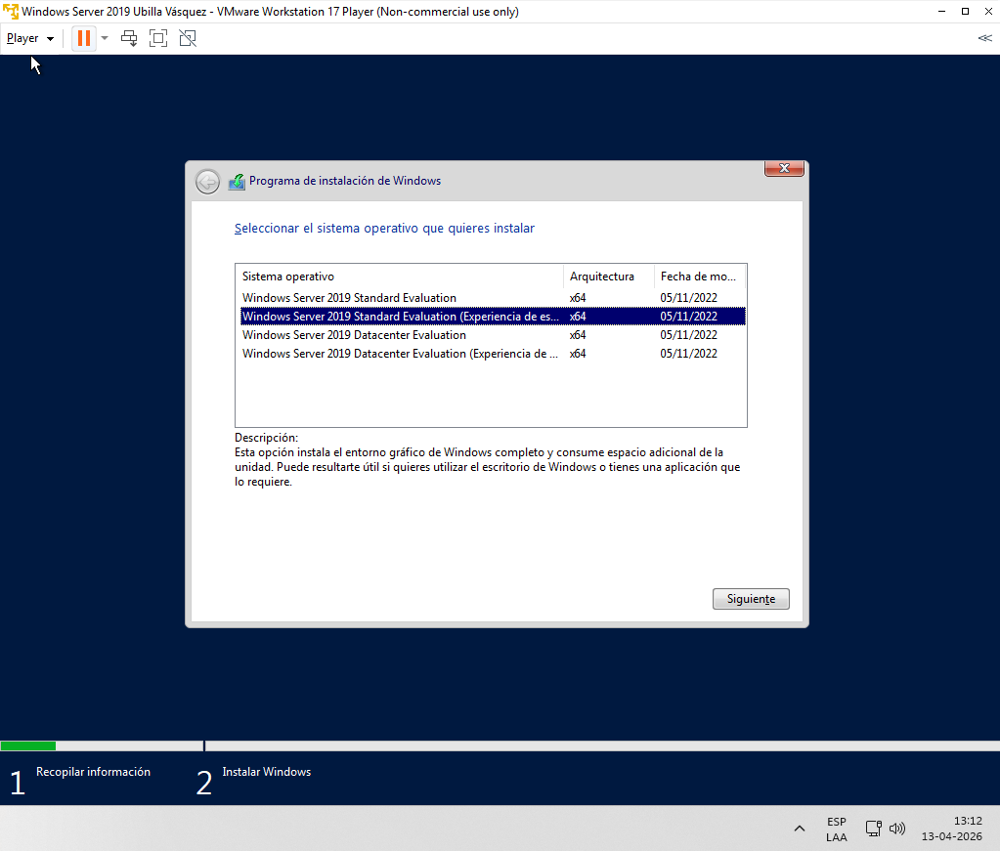 Windows Server 2019 Ubilla Vásquez - VMware Workstation 17 Player (Non-commercial use only)
Player
Programa de instalación de Windows
Seleccionar el sistema operativo que quieres instalar
Sistema operativo Arquitectura Fecha de mo...
Windows Server 2019 Standard Evaluation x64 05/11/2022
Windows Server 2019 Standard Evaluation (Experiencia de es... x64 05/11/2022
Windows Server 2019 Datacenter Evaluation x64 05/11/2022
Windows Server 2019 Datacenter Evaluation (Experiencia de ... x64 05/11/2022
Descripción:
Esta opción instala el entorno gráfico de Windows completo y consume espacio adicional de la
unidad. Puede resultarte útil si quieres utilizar el escritorio de Windows o tienes una aplicación que
lo requiere.
Siguiente
1 Recopilar información 2 Instalar Windows
ESP 13:12
LAA 13-04-2026